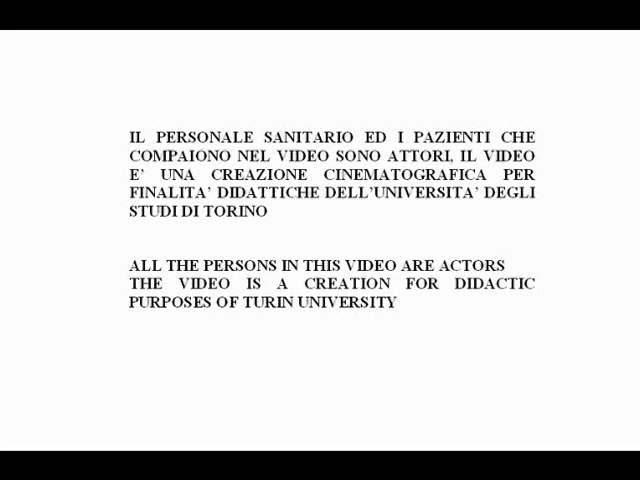 IL PERSONALE SANITARIO ED I PAZIENTI CHE
COMPAIONO NEL VIDEO SONO ATTORI, IL VIDEO
E' UNA CREAZIONE CINEMATOGRAFICA PER
FINALITA' DIDATTICHE DELL'UNIVERSITA' DEGLI
STUDI DI TORINO
ALL THE PERSONS IN THIS VIDEO ARE ACTORS
THE VIDEO IS A CREATION FOR DIDACTIC
PURPOSES OF TURIN UNIVERSITY